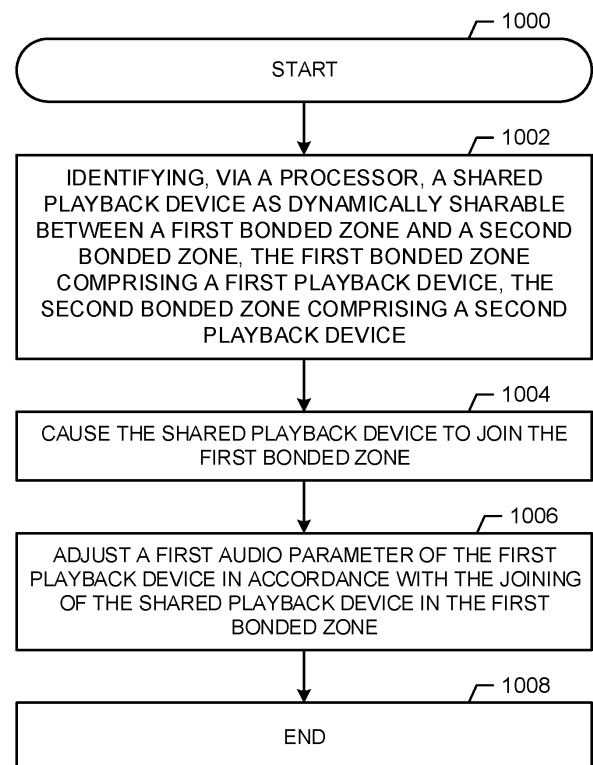 1000
START
1002
IDENTIFYING, VIA A PROCESSOR, A SHARED
PLAYBACK DEVICE AS DYNAMICALLY SHARABLE
BETWEEN A FIRST BONDED ZONE AND A SECOND
BONDED ZONE, THE FIRST BONDED ZONE
COMPRISING A FIRST PLAYBACK DEVICE, THE
SECOND BONDED ZONE COMPRISING A SECOND
PLAYBACK DEVICE
1004
CAUSE THE SHARED PLAYBACK DEVICE TO JOIN THE
FIRST BONDED ZONE
1006
ADJUST A FIRST AUDIO PARAMETER OF THE FIRST
PLAYBACK DEVICE IN ACCORDANCE WITH THE JOINING
OF THE SHARED PLAYBACK DEVICE IN THE FIRST
BONDED ZONE
1008
END